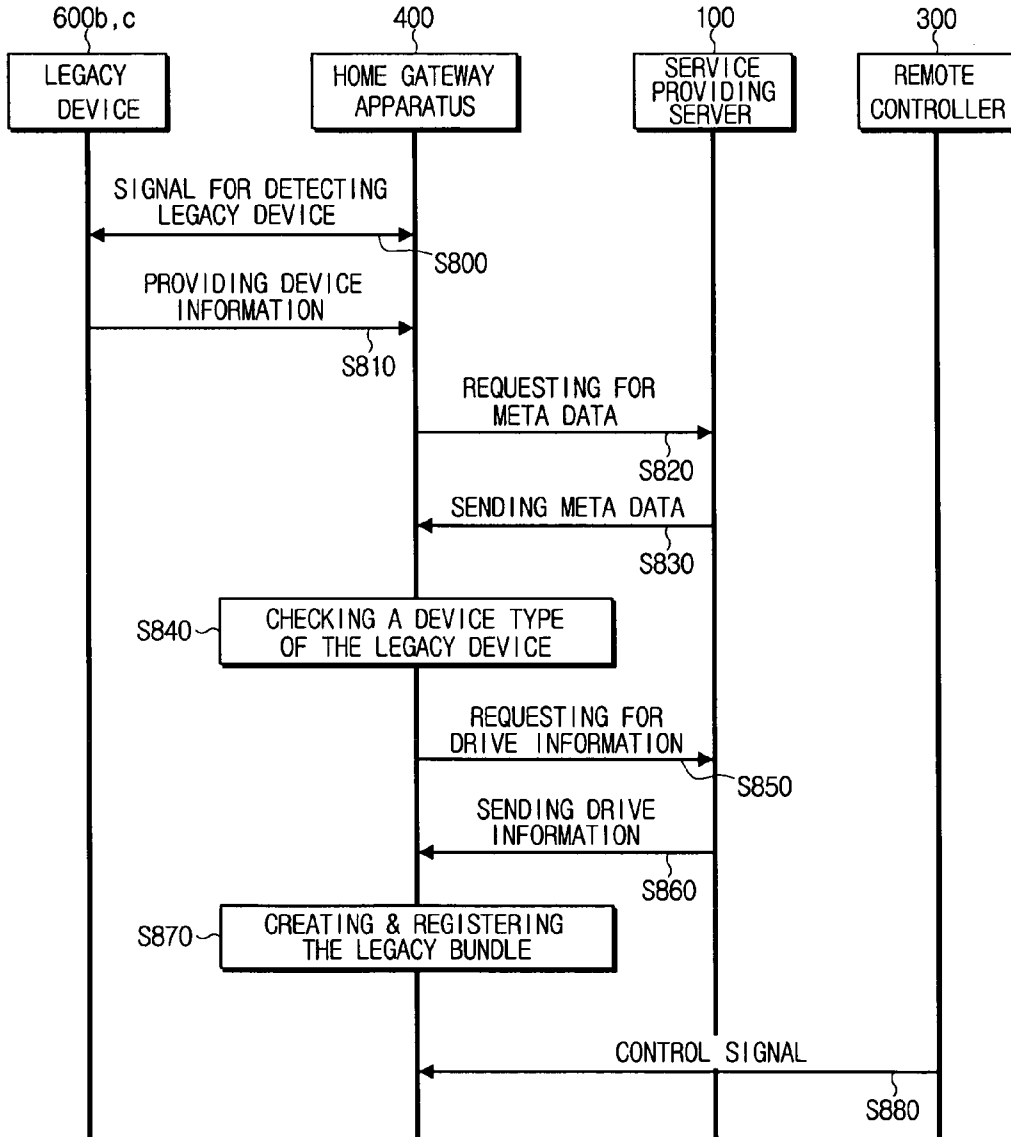 600b,c
400
100
300
LEGACY
DEVICE
HOME GATEWAY
APPARATUS
SERVICE
PROVIDING
SERVER
REMOTE
CONTROLLER
SIGNAL FOR DETECTING
LEGACY DEVICE
S800
PROVIDING DEVICE
INFORMATION
S810
REQUESTING FOR
META DATA
S820
SENDING META DATA
S830
S840
CHECKING A DEVICE TYPE
OF THE LEGACY DEVICE
REQUESTING FOR
DRIVE INFORMATION
S850
SENDING DRIVE
INFORMATION
S860
S870
CREATING & REGISTERING
THE LEGACY BUNDLE
CONTROL SIGNAL
S880